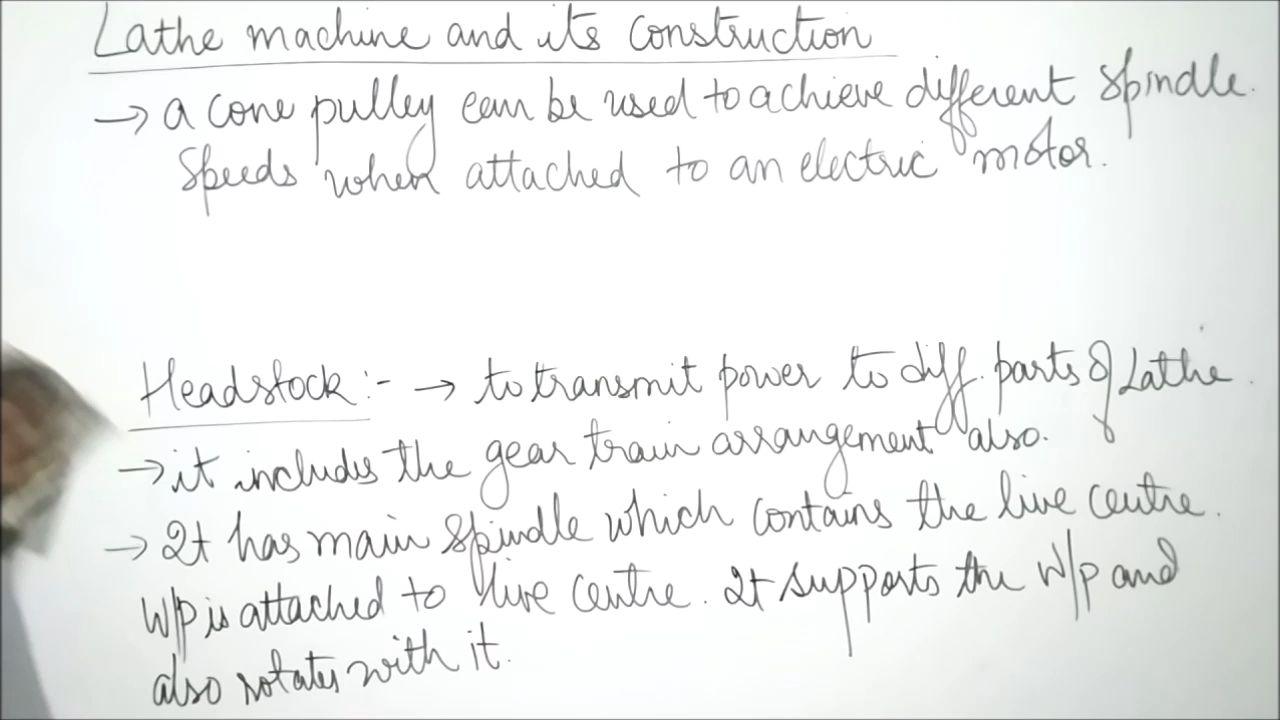 Lathe machine and its construction
→ a cone pulley can be used to achieve different spindle
speeds when attached to an electric motor.
Headstock :- → to transmit power to diff. parts of Lathe.
→ it includes the gear train arrangement also.
→ It has main spindle which contains the live centre.
W/P is attached to live centre. It supports the W/P and
also rotates with it.